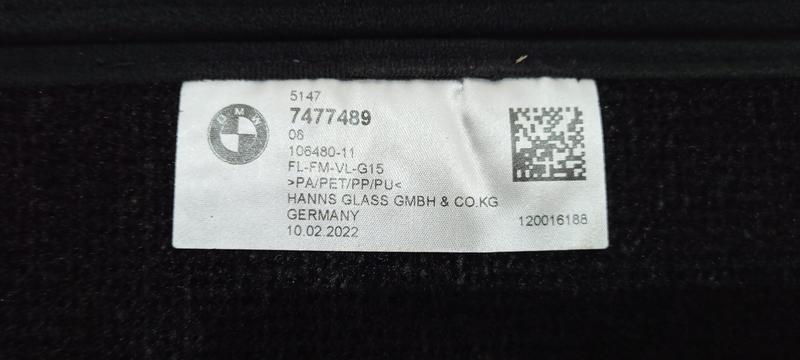 5147
BMW
7477489
06
106480-11
FL-FM-VL-G15
>PA/PET/PP/PU<
HANNS GLASS GMBH & CO.KG
GERMANY
120016188
10.02.2022